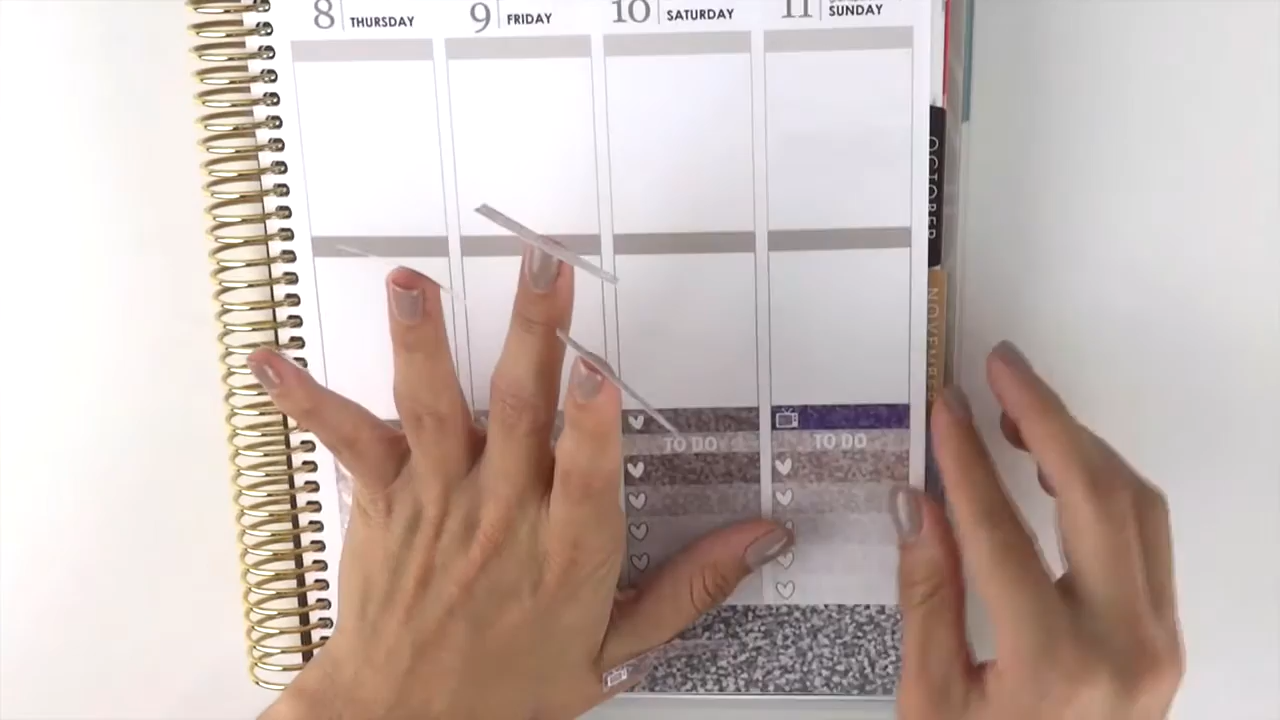 8 THURSDAY
9 FRIDAY
10 SATURDAY
11 SUNDAY
OCTOBER
NOVEMBER
TO DO
TO DO